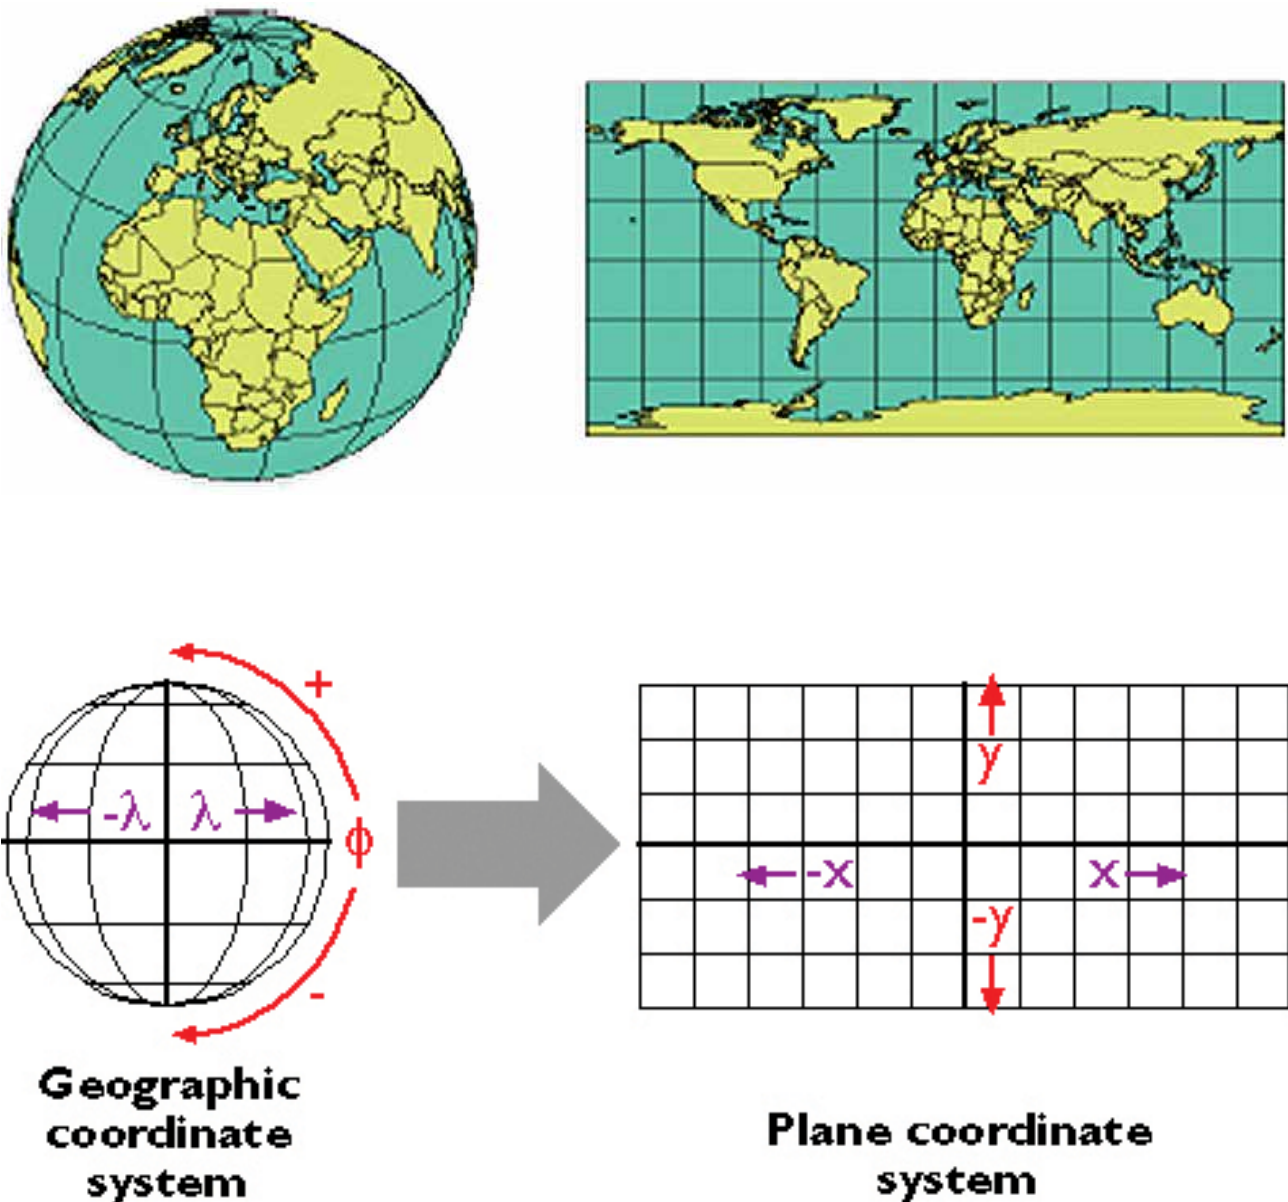 +
-λ λ
ϕ
-
y
-x x
-y
Geographic
coordinate
system
Plane coordinate
system